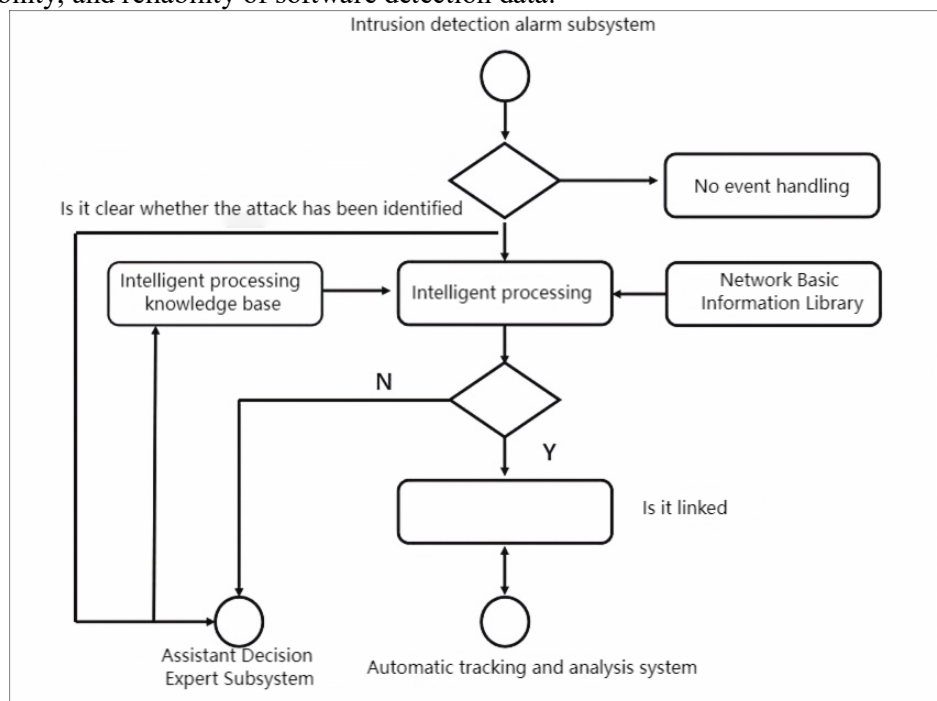 bility, and reliability of software detection data.
Intrusion detection alarm subsystem
No event handling
Is it clear whether the attack has been identified
Intelligent processing
knowledge base
Intelligent processing
Network Basic
Information Library
N
Y
Is it linked
Assistant Decision
Expert Subsystem
Automatic tracking and analysis system